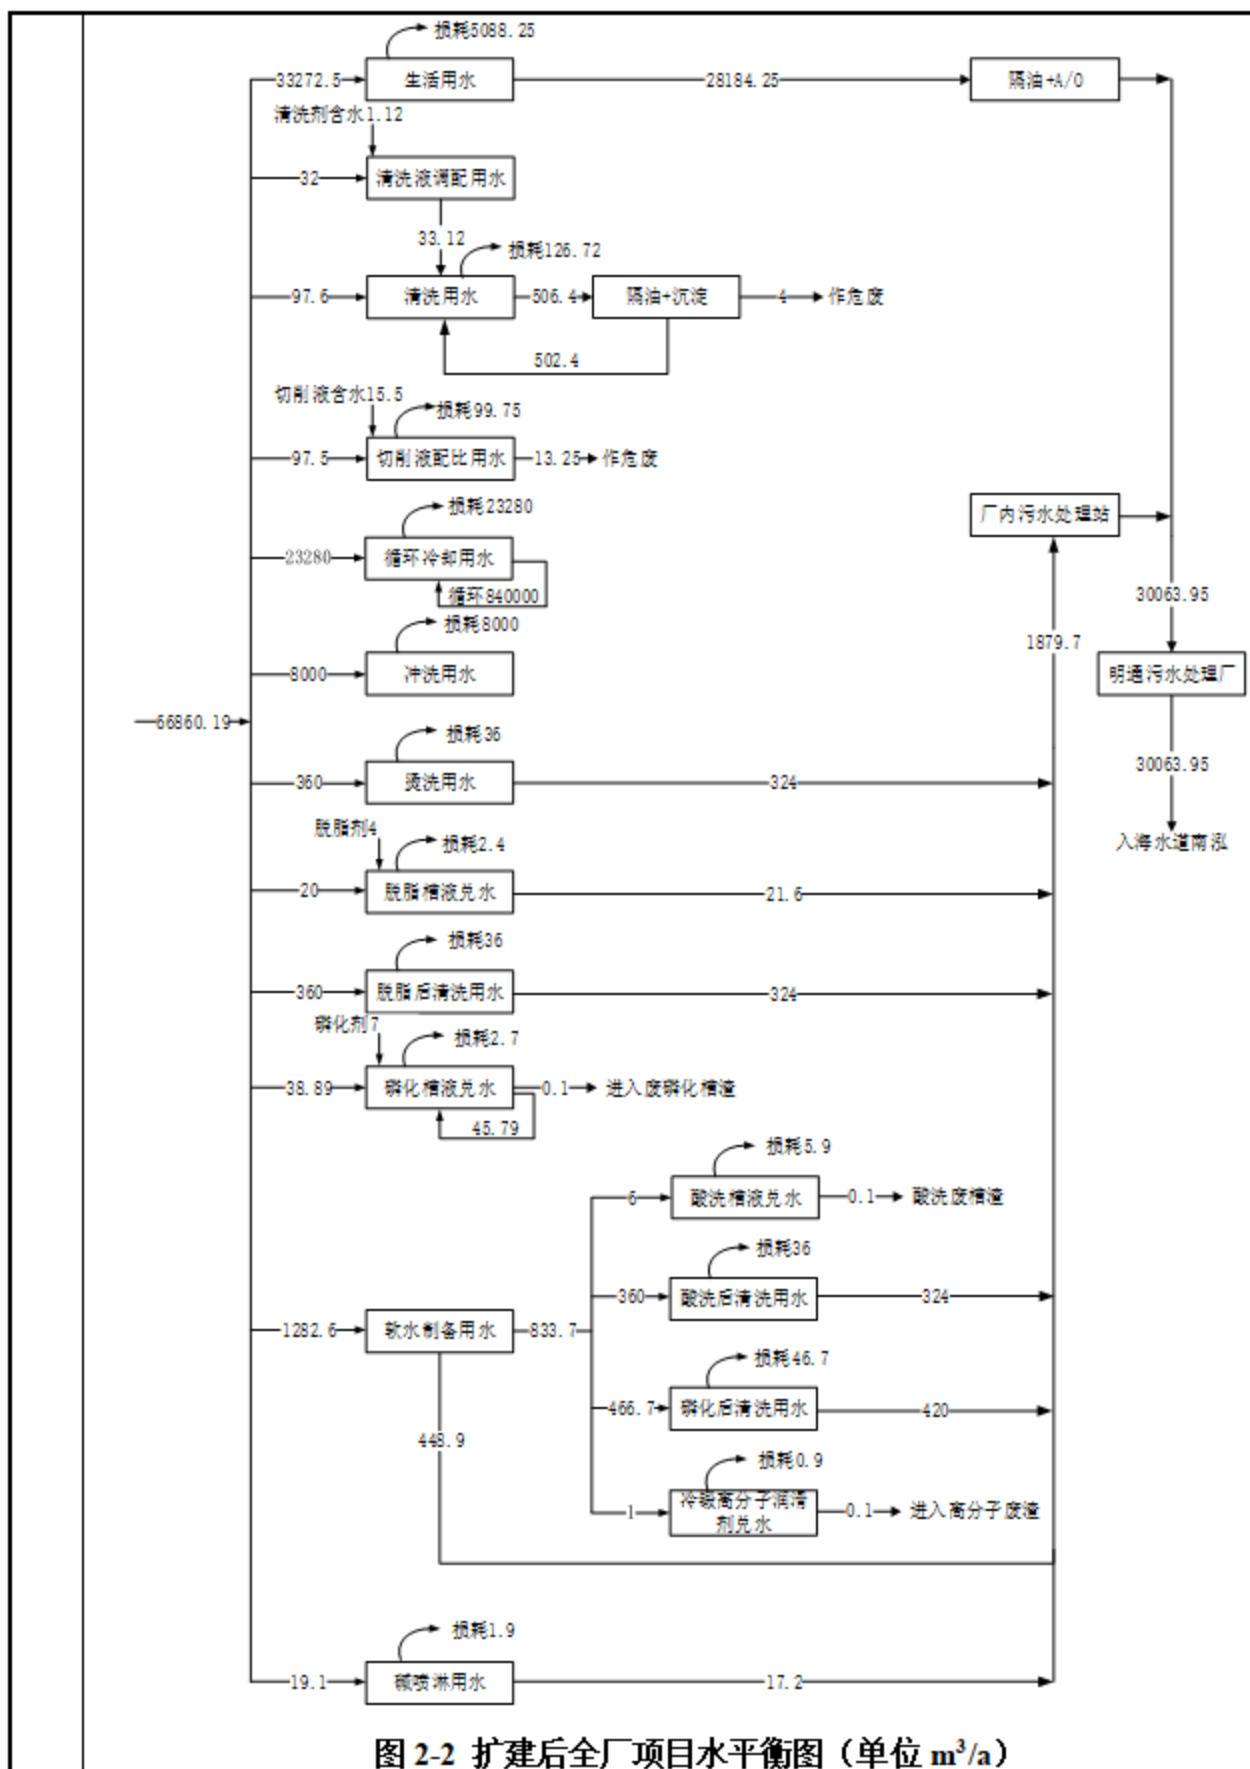 损耗5088.25
33272.5
生活用水
28184.25
隔油+A/O
清洗剂含水1.12
32
清洗液调配用水
33.12
损耗126.72
97.6
清洗用水
506.4
隔油+沉淀
4
作危废
502.4
切削液含水15.5
损耗99.75
97.5
切削液配比用水
13.25
作危废
损耗23280
厂内污水处理站
23280
循环冷却用水
循环840000
30063.95
损耗8000
1879.7
8000
冲洗用水
明通污水处理厂
66860.19
损耗36
30063.95
360
烫洗用水
324
脱脂剂4
损耗2.4
入海水道南泓
20
脱脂槽液兑水
21.6
损耗36
360
脱脂后清洗用水
324
磷化剂7
损耗2.7
38.89
磷化槽液兑水
0.1
进入废磷化槽渣
45.79
损耗5.9
6
酸洗槽液兑水
0.1
酸洗废槽渣
损耗36
360
酸洗后清洗用水
324
1282.6
软水制备用水
833.7
损耗46.7
466.7
磷化后清洗用水
420
448.9
损耗0.9
1
冷锻高分子润滑
剂兑水
0.1
进入高分子废渣
损耗1.9
19.1
碱喷淋用水
17.2
图 2-2 扩建后全厂项目水平衡图（单位 m³/a）